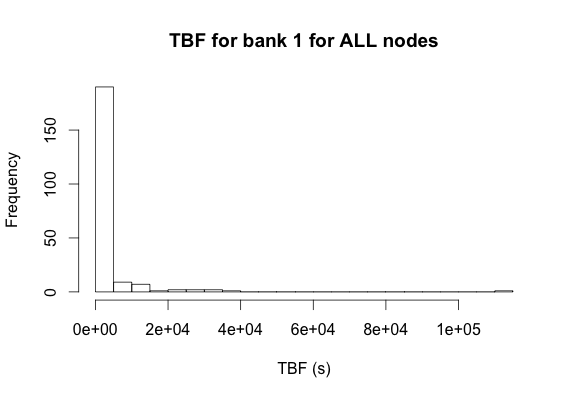 TBF for bank 1 for ALL nodes
Frequency
150
100
50
0
0e+00 2e+04 4e+04 6e+04 8e+04 1e+05
TBF (s)